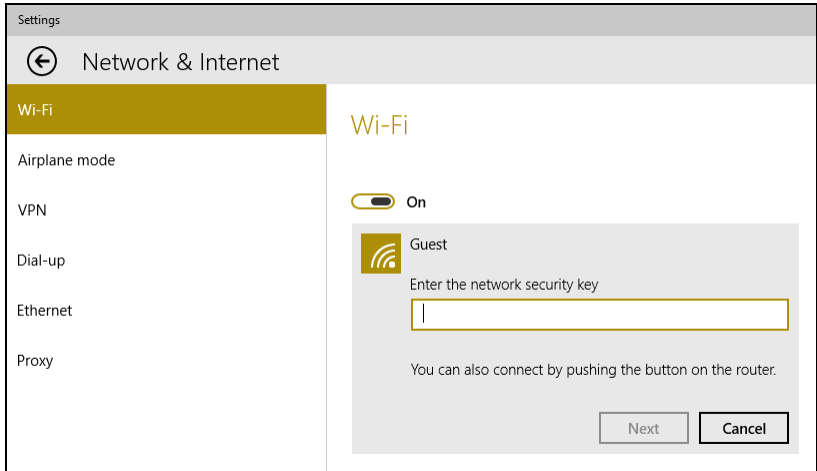 Settings
Network & Internet
Wi-Fi
Airplane mode
VPN
Dial-up
Ethernet
Proxy
Wi-Fi
On
Guest
Enter the network security key
You can also connect by pushing the button on the router.
Next
Cancel